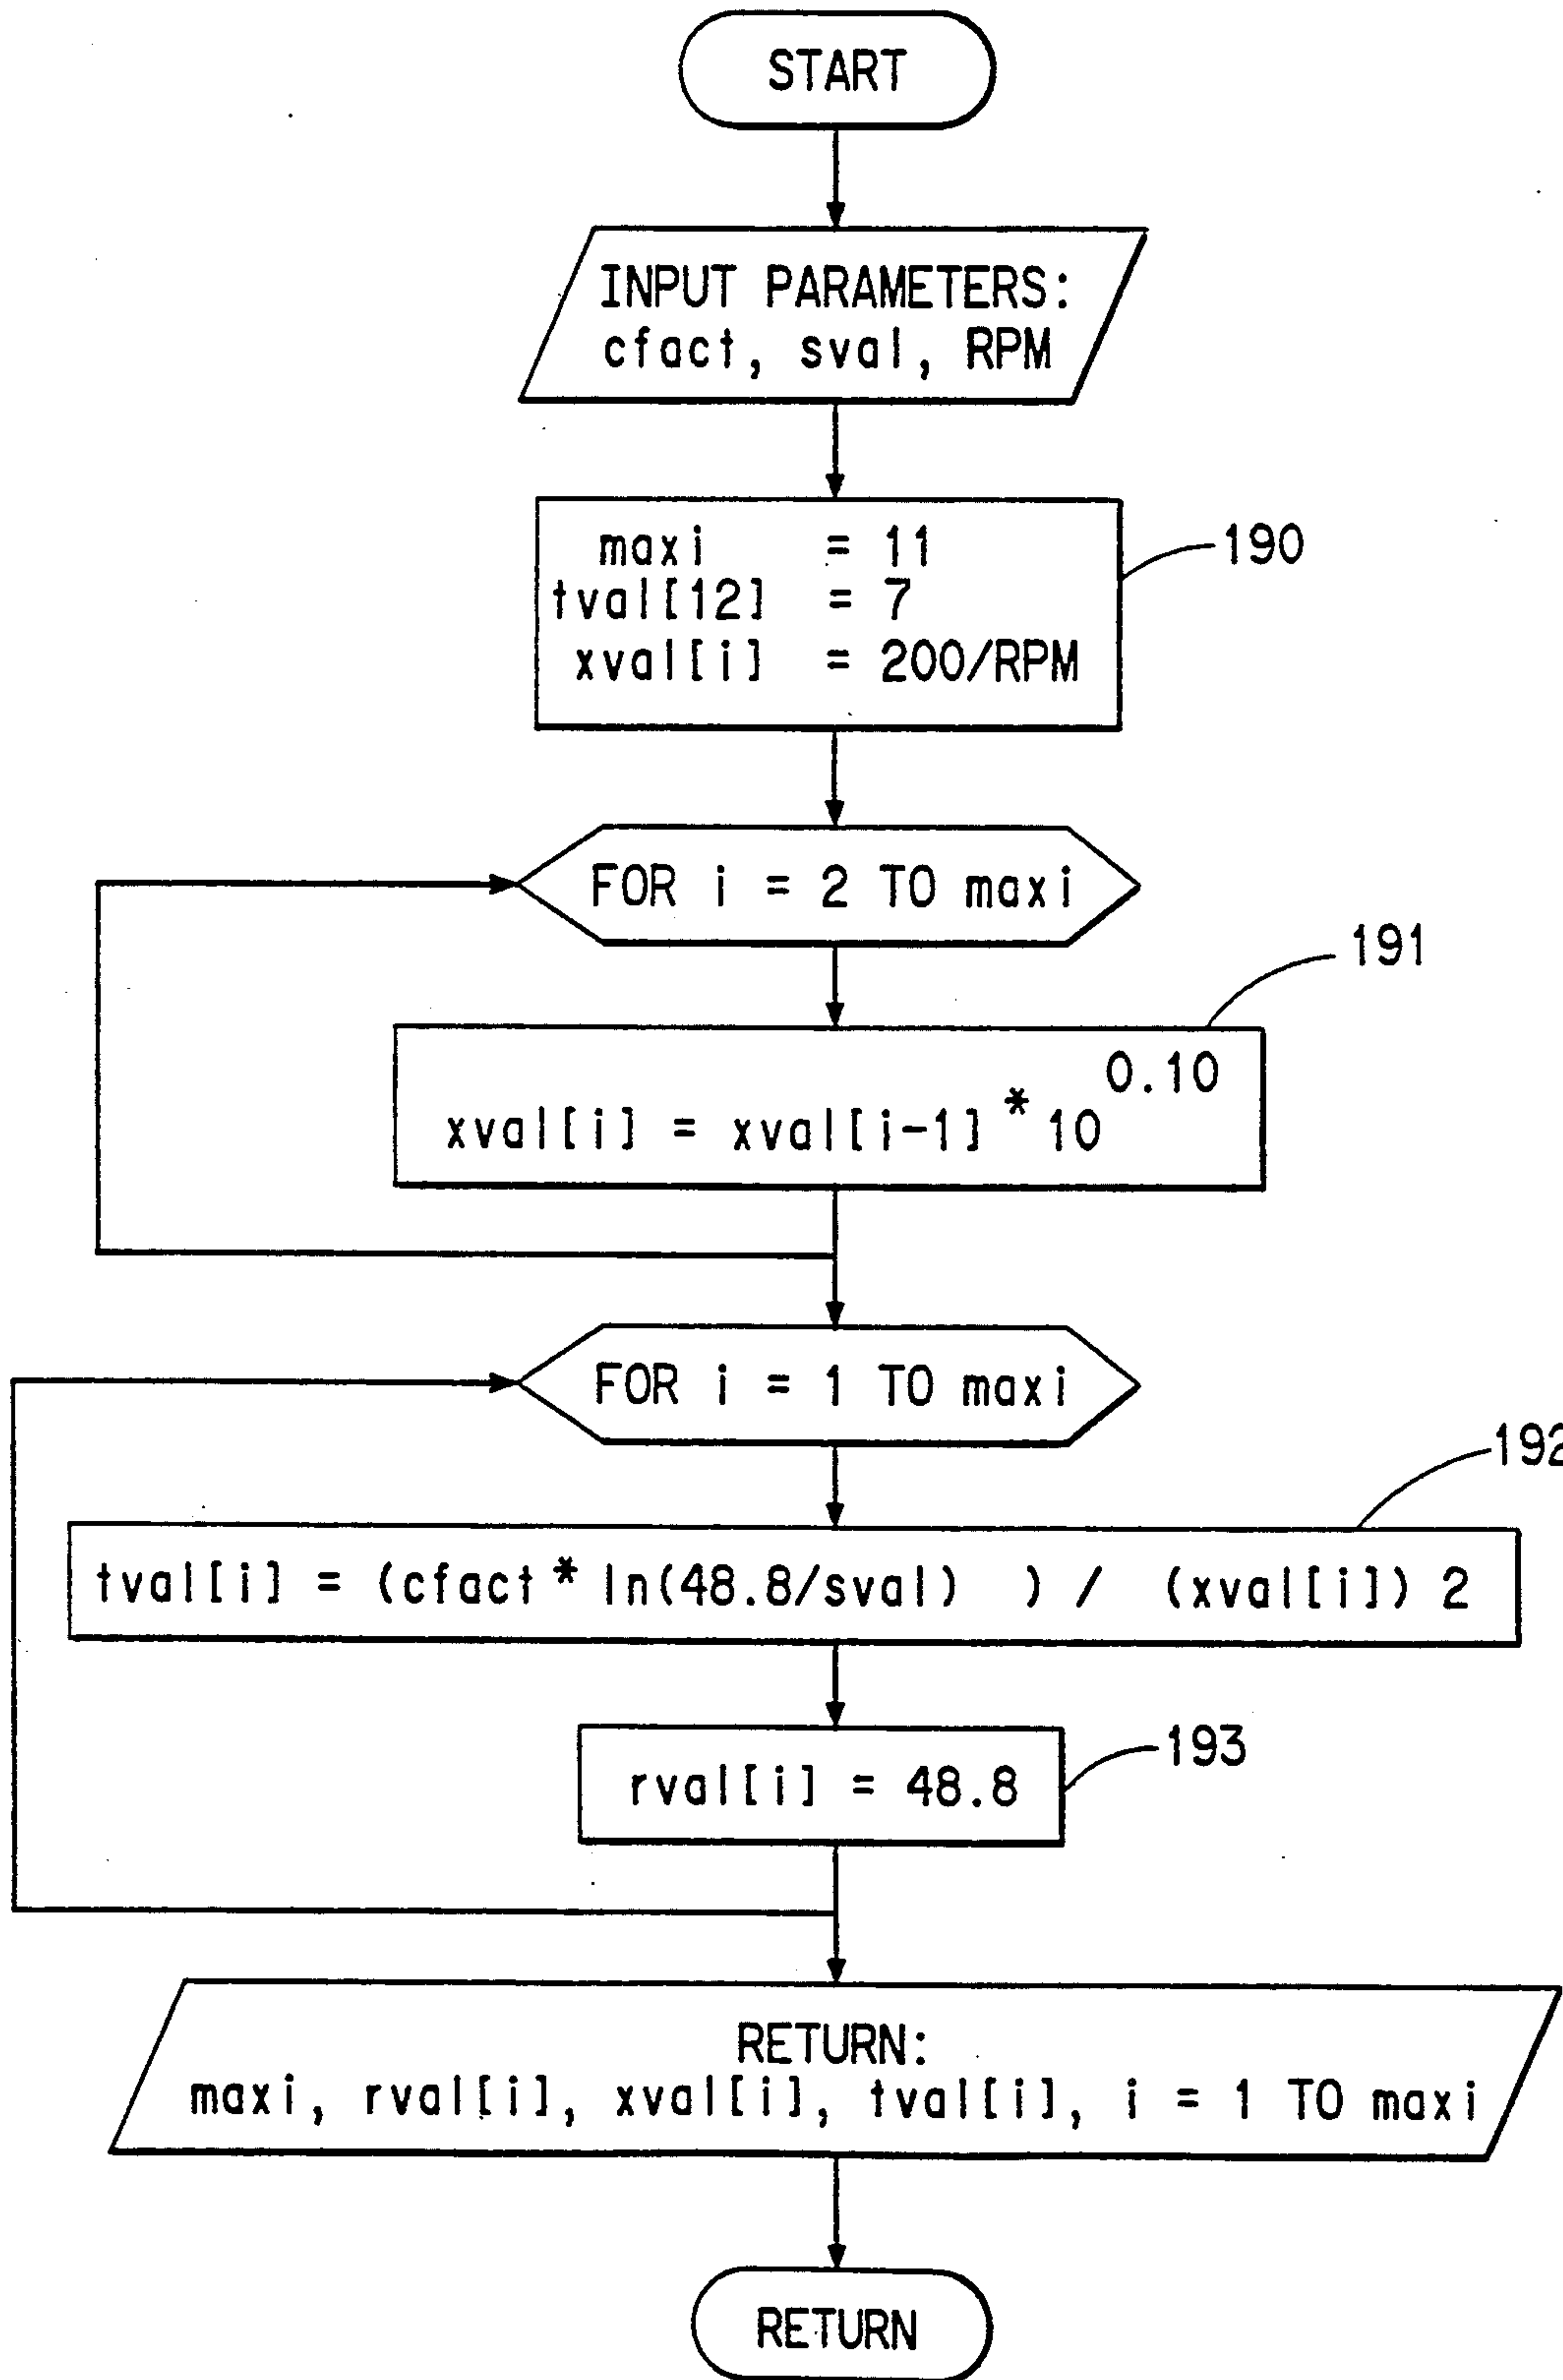 START
INPUT PARAMETERS:
cfact, sval, RPM
maxi = 11
tval[12] = 7
xval[i] = 200/RPM
190
FOR i = 2 TO maxi
191
xval[i] = xval[i-1] * 10 0.10
FOR i = 1 TO maxi
192
tval[i] = (cfact * ln(48.8/sval) ) / (xval[i]) 2
rval[i] = 48.8
193
RETURN:
maxi, rval[i], xval[i], tval[i], i = 1 TO maxi
RETURN